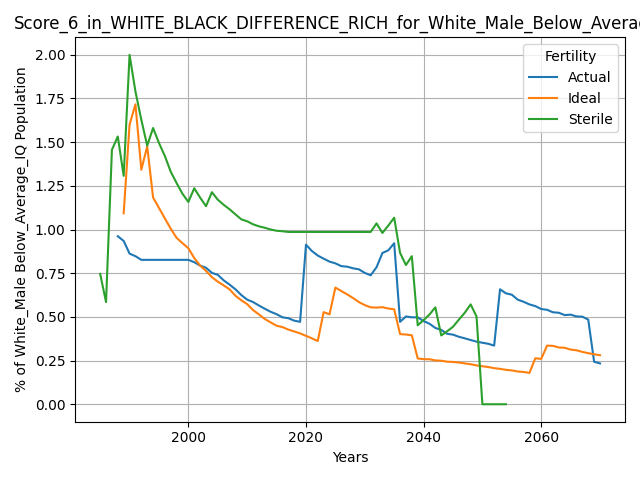 Score_6_in_WHITE_BLACK_DIFFERENCE_RICH_for_White_Male_Below_Avera
Fertility
Actual
Ideal
Sterile
% of White_Male Below_Average_IQ Population
2.00
1.75
1.50
1.25
1.00
0.75
0.50
0.25
0.00
2000
2020
2040
2060
Years